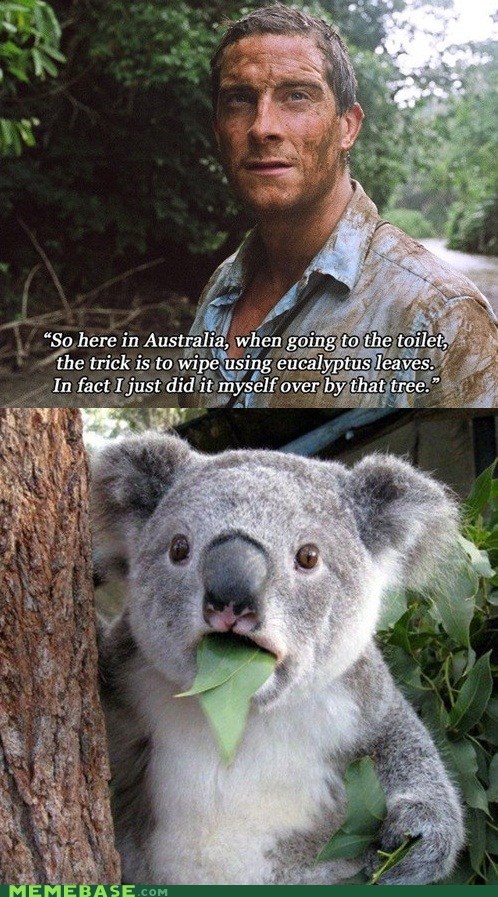 “So here in Australia, when going to the toilet,
the trick is to wipe using eucalyptus leaves.
In fact I just did it myself over by that tree.”
MEMEBASE.COM